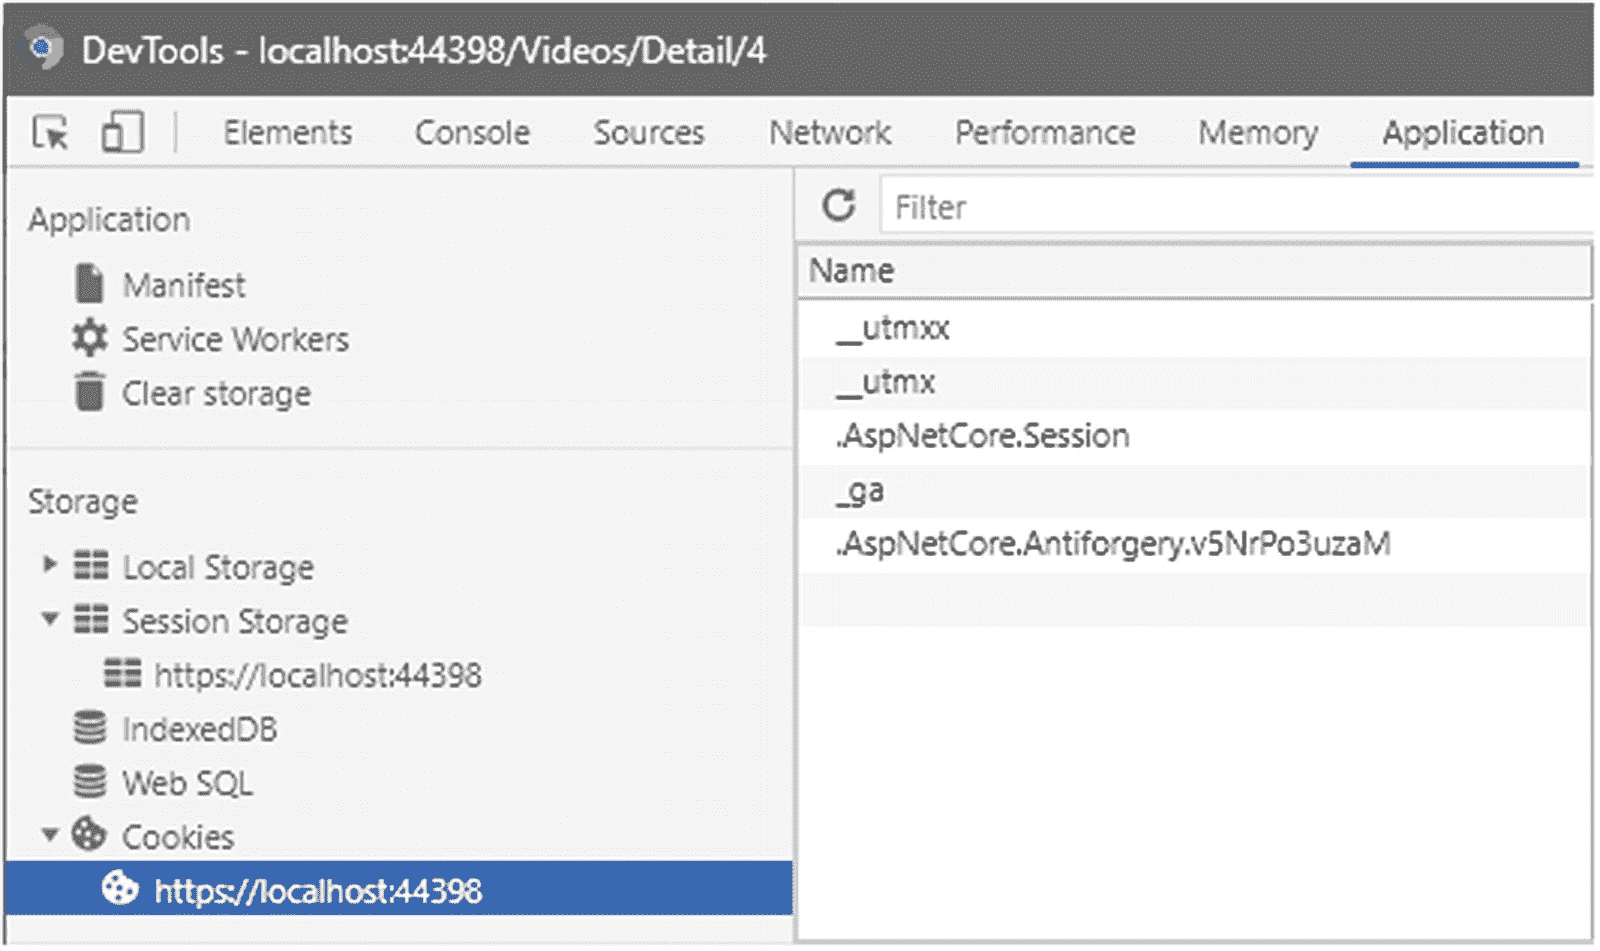 DevTools - localhost:44398/Videos/Detail/4
Elements Console Sources Network Performance Memory Application
Application
Manifest
Service Workers
Clear storage
Storage
Local Storage
Session Storage
https://localhost:44398
IndexedDB
Web SQL
Cookies
https://localhost:44398
Filter
Name
__utmxx
__utmx
.AspNetCore.Session
_ga
.AspNetCore.Antiforgery.v5NrPo3uzaM